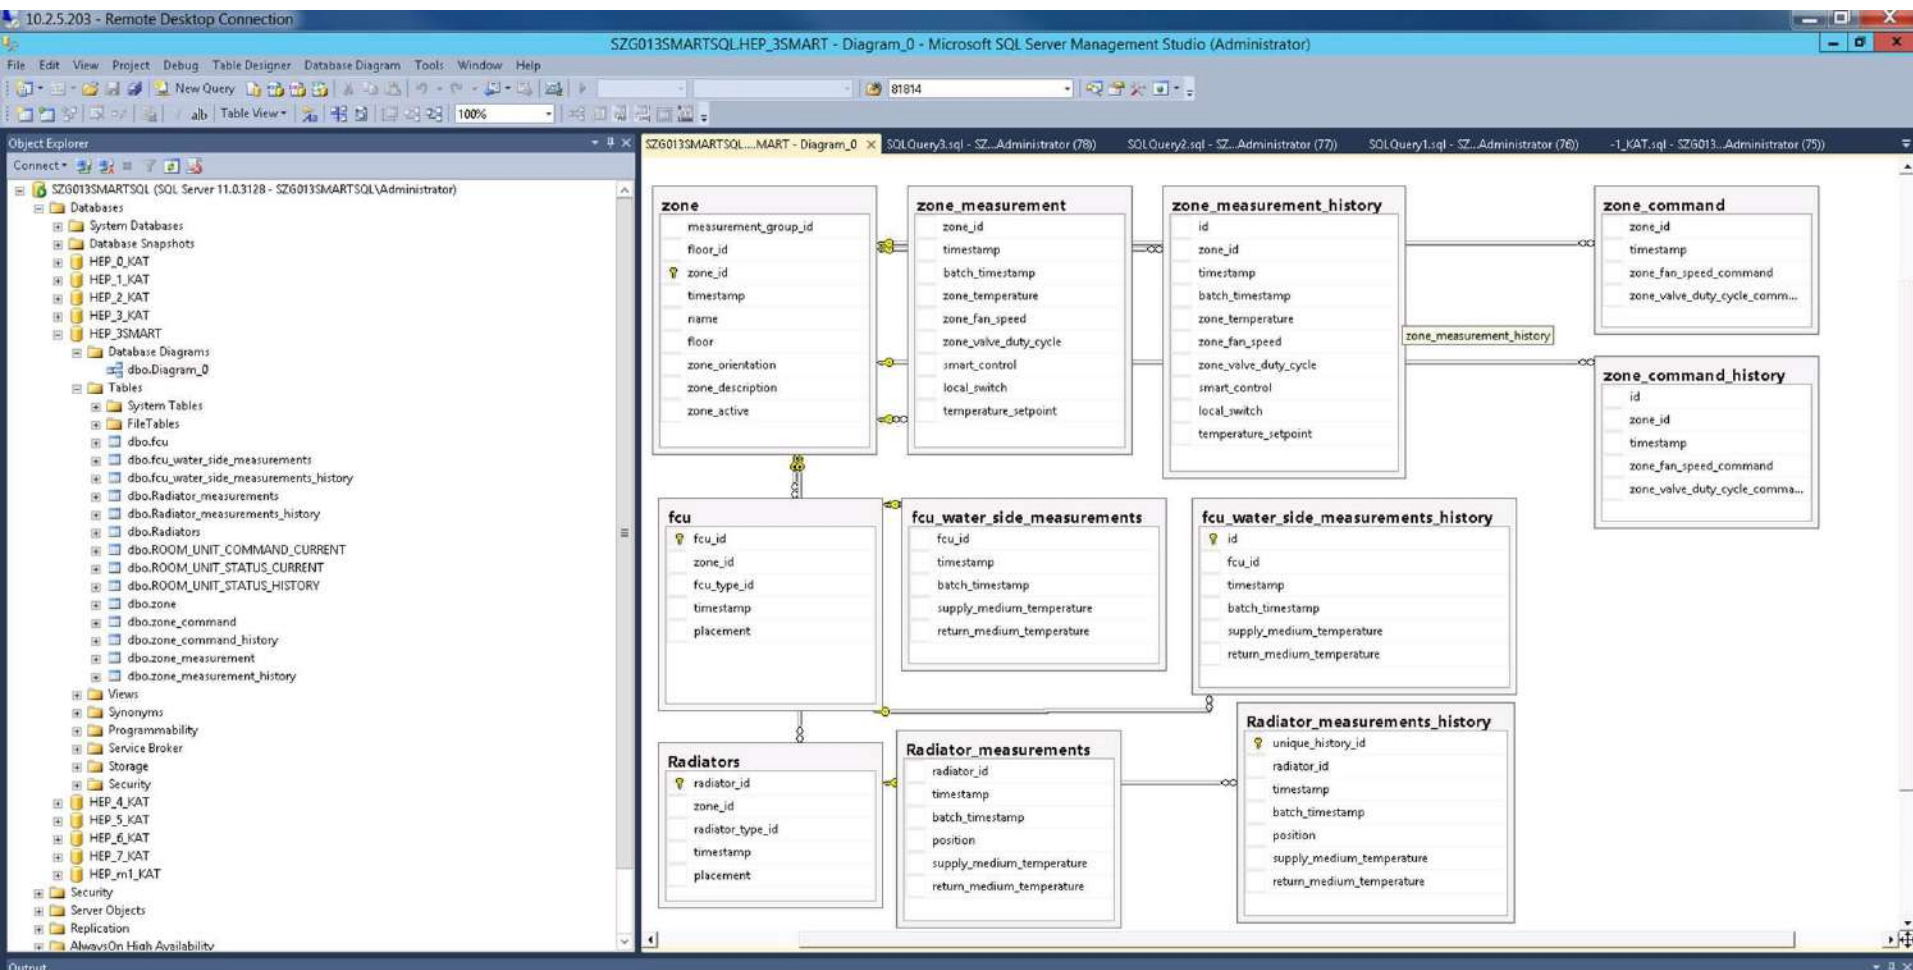 10.2.5.203 - Remote Desktop Connection
SZG013SMARTSQL.HEP_3SMART - Diagram_0 - Microsoft SQL Server Management Studio (Administrator)
File Edit View Project Debug Table Designer Database Diagram Tools Window Help
New Query 81814
Table View 100%
Object Explorer
Connect
SZG013SMARTSQL (SQL Server 11.0.3128 - SZG013SMARTSQL\Administrator)
Databases
System Databases
Database Snapshots
HEP_0_KAT
HEP_1_KAT
HEP_2_KAT
HEP_3_KAT
HEP_3SMART
Database Diagrams
dbo.Diagram_0
Tables
System Tables
FileTables
dbo.fcu
dbo.fcu_water_side_measurements
dbo.fcu_water_side_measurements_history
dbo.Radiator_measurements
dbo.Radiator_measurements_history
dbo.Radiators
dbo.ROOM_UNIT_COMMAND_CURRENT
dbo.ROOM_UNIT_STATUS_CURRENT
dbo.ROOM_UNIT_STATUS_HISTORY
dbo.zone
dbo.zone_command
dbo.zone_command_history
dbo.zone_measurement
dbo.zone_measurement_history
Views
Synonyms
Programmability
Service Broker
Storage
Security
HEP_4_KAT
HEP_5_KAT
HEP_6_KAT
HEP_7_KAT
HEP_m1_KAT
Security
Server Objects
Replication
AlwaysOn High Availability
Output
SZG013SMARTSQL....MART - Diagram_0
SQLQuery3.sql - SZ...Administrator (78))
SQLQuery2.sql - SZ...Administrator (77))
SQLQuery1.sql - SZ...Administrator (76))
-1_KAT.sql - SZG013...Administrator (75))
zone
measurement_group_id
floor_id
zone_id
timestamp
name
floor
zone_orientation
zone_description
zone_active
zone_measurement
zone_id
timestamp
batch_timestamp
zone_temperature
zone_fan_speed
zone_valve_duty_cycle
smart_control
local_switch
temperature_setpoint
zone_measurement_history
id
zone_id
timestamp
batch_timestamp
zone_temperature
zone_fan_speed
zone_valve_duty_cycle
smart_control
local_switch
temperature_setpoint
zone_measurement_history
zone_command
zone_id
timestamp
zone_fan_speed_command
zone_valve_duty_cycle_comm...
zone_command_history
id
zone_id
timestamp
zone_fan_speed_command
zone_valve_duty_cycle_comma...
fcu
fcu_id
zone_id
fcu_type_id
timestamp
placement
fcu_water_side_measurements
fcu_id
timestamp
batch_timestamp
supply_medium_temperature
return_medium_temperature
fcu_water_side_measurements_history
id
fcu_id
timestamp
batch_timestamp
supply_medium_temperature
return_medium_temperature
Radiators
radiator_id
zone_id
radiator_type_id
timestamp
placement
Radiator_measurements
radiator_id
timestamp
batch_timestamp
position
supply_medium_temperature
return_medium_temperature
Radiator_measurements_history
unique_history_id
radiator_id
timestamp
batch_timestamp
position
supply_medium_temperature
return_medium_temperature